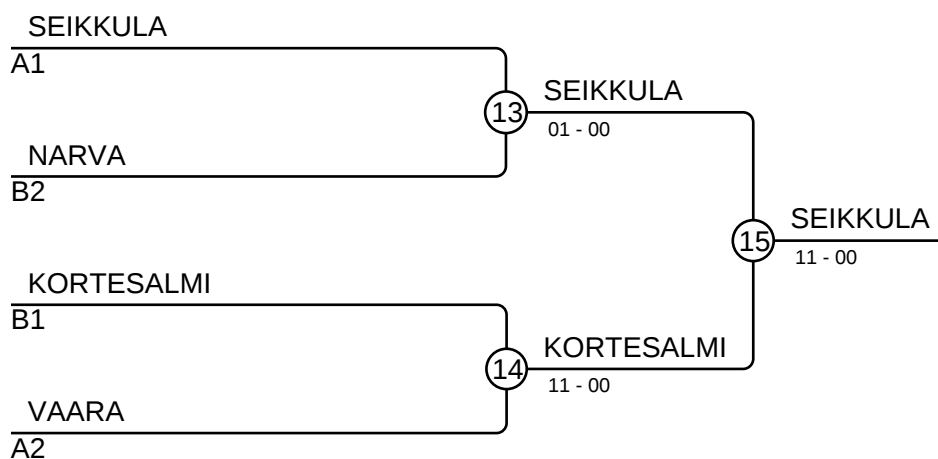 SEIKKULA
A1
13
SEIKKULA
01 - 00
NARVA
B2
15
SEIKKULA
11 - 00
KORTESALMI
B1
14
KORTESALMI
11 - 00
VAARA
A2